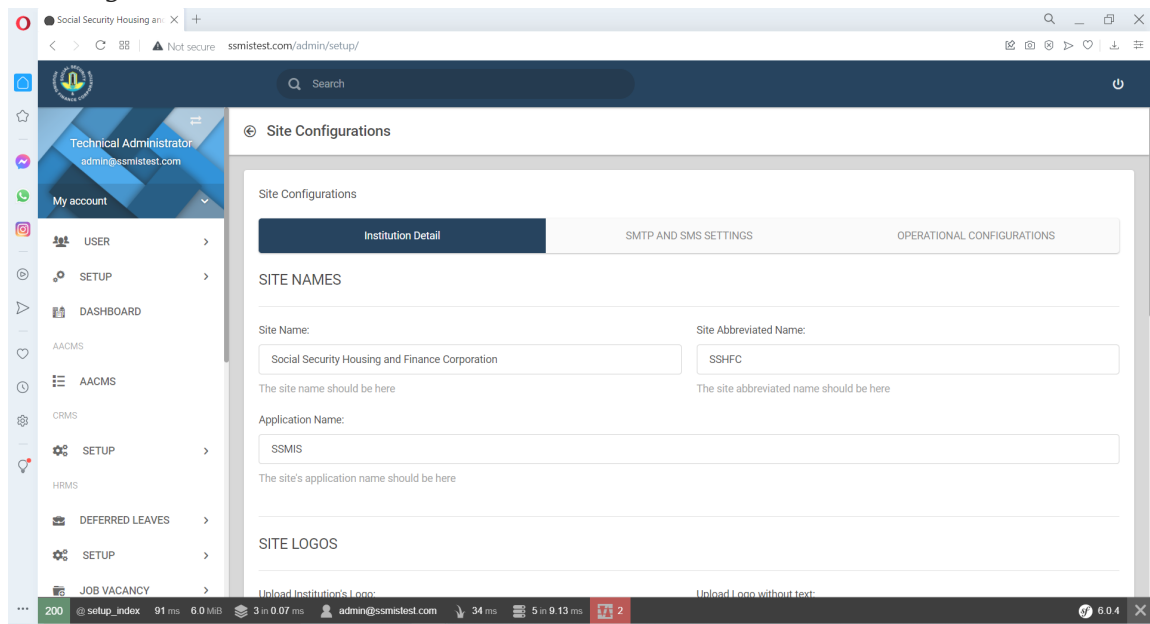 Social Security Housing an
Not secure ssmistest.com/admin/setup/
Search
Technical Administrator
admin@ssmistest.com
My account
USER
SETUP
DASHBOARD
AACMS
AACMS
CRMS
SETUP
HRMS
DEFERRED LEAVES
SETUP
JOB VACANCY
Site Configurations
Site Configurations
Institution Detail SMTP AND SMS SETTINGS OPERATIONAL CONFIGURATIONS
SITE NAMES
Site Name: Site Abbreviated Name:
Social Security Housing and Finance Corporation SSHFC
The site name should be here The site abbreviated name should be here
Application Name:
SSMIS
The site's application name should be here
SITE LOGOS
Upload Institution's Logo: Upload Logo without text:
200 @ setup_index 91 ms 6.0 MiB 3 in 0.07 ms admin@ssmistest.com 34 ms 5 in 9.13 ms 2 sf 6.0.4